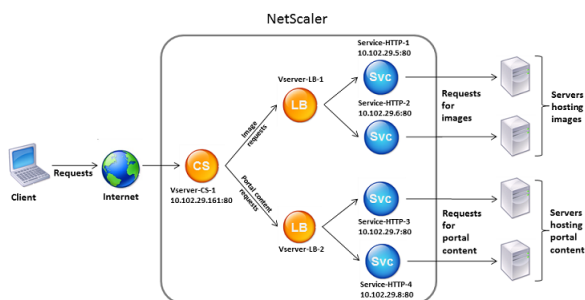 NetScaler
Service-HTTP-1
10.102.29.5:80
Svc
Vserver-LB-1
LB
Service-HTTP-2
10.102.29.6:80
Svc
Requests
for
images
Servers
hosting
images
Image
requests
Client
Requests
Internet
CS
Vserver-CS-1
10.102.29.161:80
Portal content
requests
LB
Vserver-LB-2
Svc
Service-HTTP-3
10.102.29.7:80
Svc
Service-HTTP-4
10.102.29.8:80
Requests
for
portal
content
Servers
hosting
portal
content